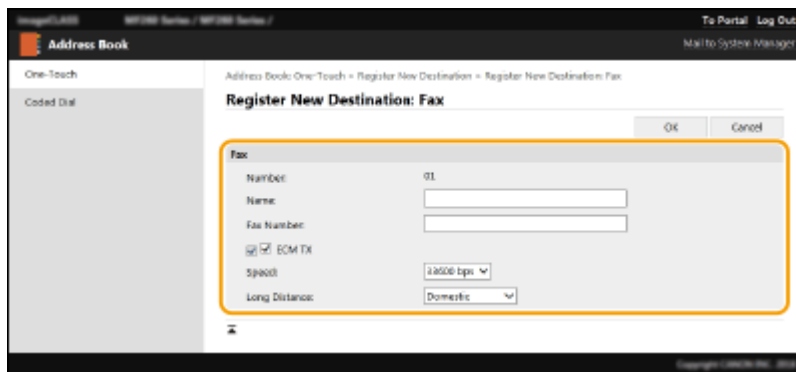 To Portal Log Out
Address Book
Mail to System Manager
One-Touch
Address Book: One-Touch > Register New Destination > Register New Destination: Fax
Coded Dial
Register New Destination: Fax
OK Cancel
Fax
Number: 01
Name:
Fax Number:
ECM TX
Speed: 33600 bps
Long Distance: Domestic